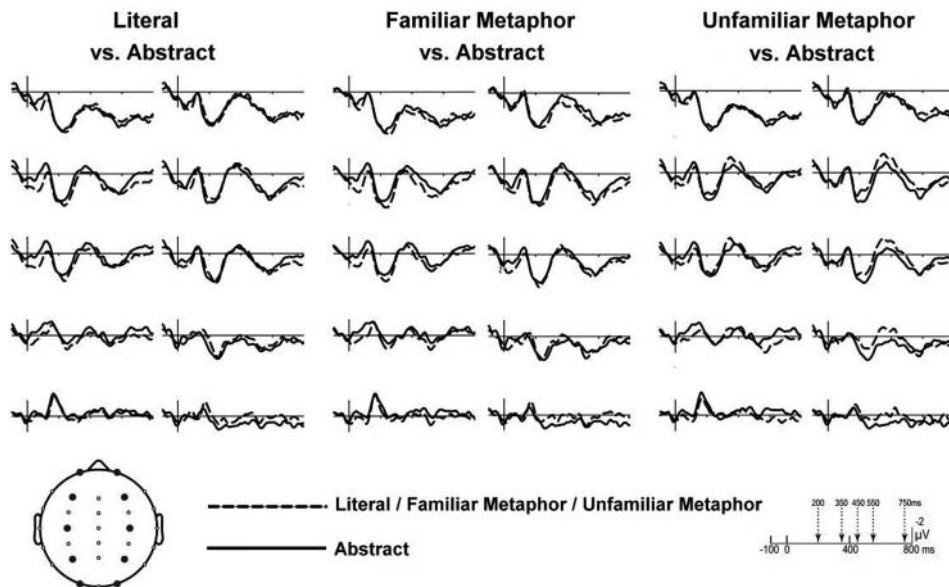 Literal
vs. Abstract
Familiar Metaphor
vs. Abstract
Unfamiliar Metaphor
vs. Abstract
Literal / Familiar Metaphor / Unfamiliar Metaphor
Abstract
200 350 450 550 750ms
-2
μV
-100 0 400 800 ms